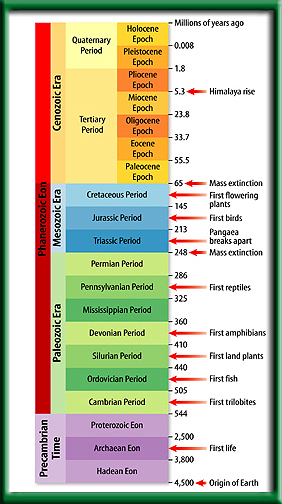 Millions of years ago
Phanerozoic Eon
Cenozoic Era
Quaternary
Period
Holocene
Epoch
0.008
Pleistocene
Epoch
1.8
Tertiary
Period
Pliocene
Epoch
5.3
Himalaya rise
Miocene
Epoch
23.8
Oligocene
Epoch
33.7
Eocene
Epoch
55.5
Paleocene
Epoch
65
Mass extinction
Mesozoic Era
Cretaceous Period
First flowering
plants
145
Jurassic Period
First birds
213
Triassic Period
Pangaea
breaks apart
248
Mass extinction
Paleozoic Era
Permian Period
286
Pennsylvanian Period
First reptiles
325
Mississippian Period
360
Devonian Period
First amphibians
410
Silurian Period
First land plants
440
Ordovician Period
First fish
505
Cambrian Period
First trilobites
544
Precambrian
Time
Proterozoic Eon
2,500
Archaean Eon
First life
3,800
Hadean Eon
4,500
Origin of Earth